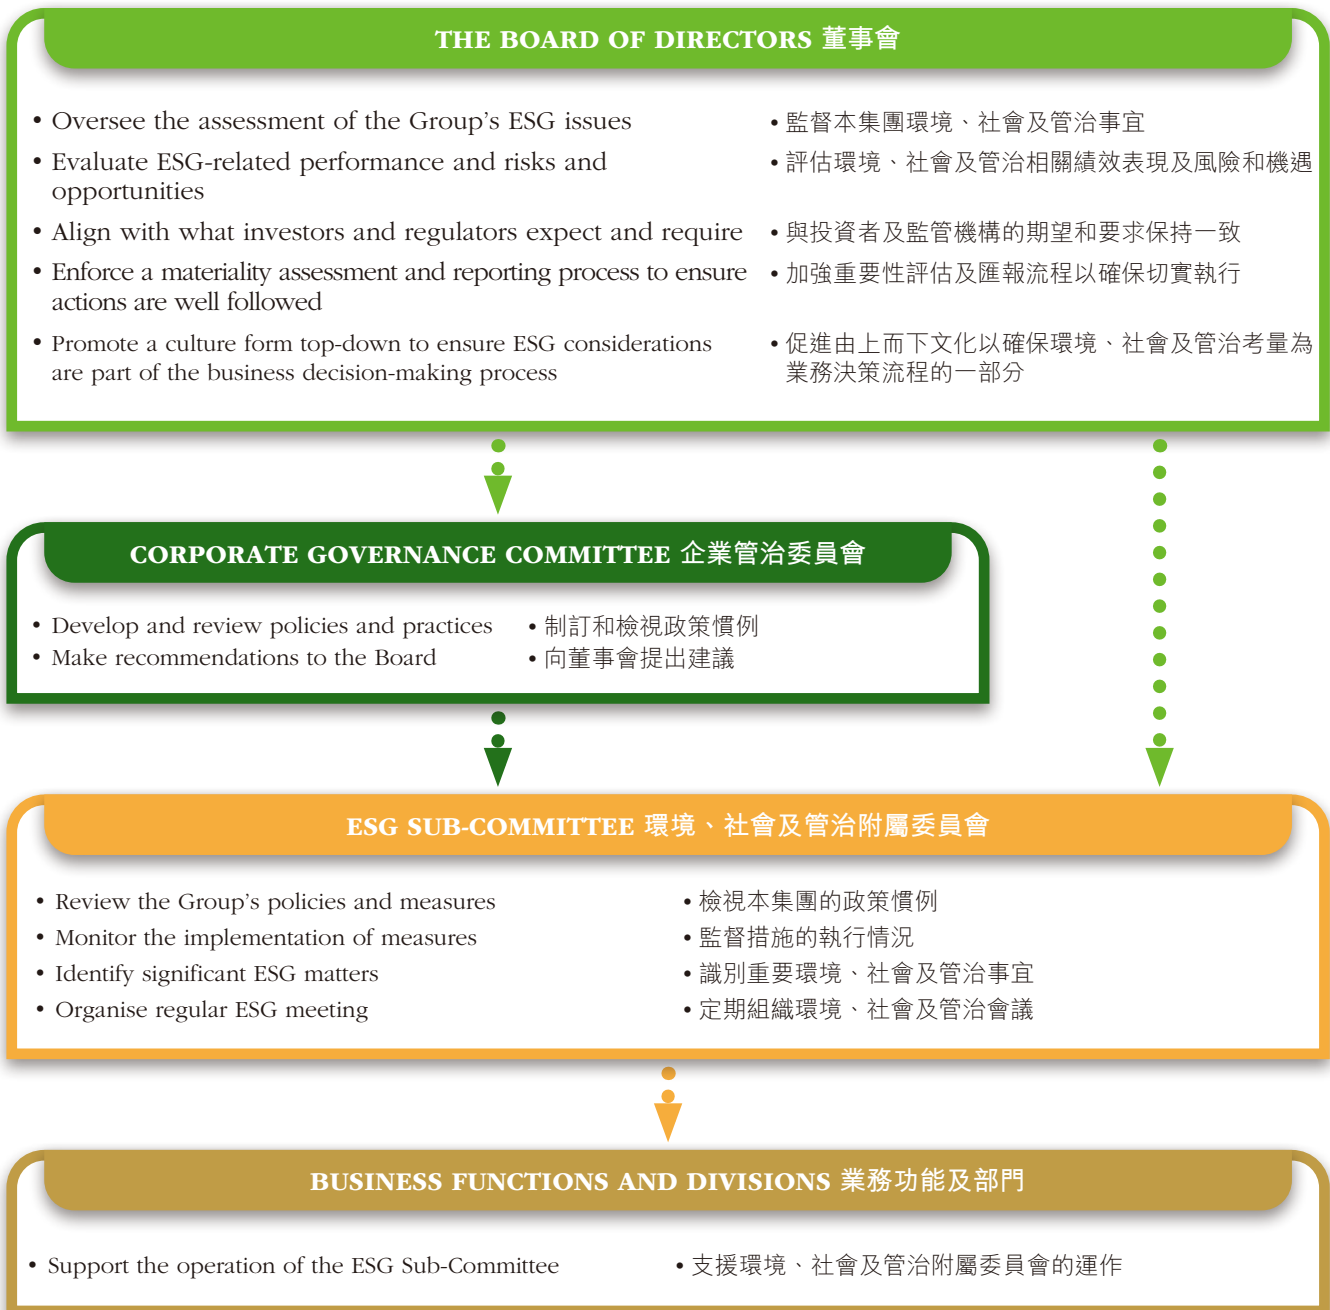 THE BOARD OF DIRECTORS 董事會
• Oversee the assessment of the Group’s ESG issues
• Evaluate ESG-related performance and risks and
opportunities
• Align with what investors and regulators expect and require
• Enforce a materiality assessment and reporting process to ensure
actions are well followed
• Promote a culture form top-down to ensure ESG considerations
are part of the business decision-making process
• 監督本集團環境、社會及管治事宜
• 評估環境、社會及管治相關績效表現及風險和機遇
• 與投資者及監管機構的期望和要求保持一致
• 加強重要性評估及匯報流程以確保切實執行
• 促進由上而下文化以確保環境、社會及管治考量為
業務決策流程的一部分
CORPORATE GOVERNANCE COMMITTEE 企業管治委員會
• Develop and review policies and practices
• Make recommendations to the Board
• 制訂和檢視政策慣例
• 向董事會提出建議
ESG SUB-COMMITTEE 環境、社會及管治附屬委員會
• Review the Group’s policies and measures
• Monitor the implementation of measures
• Identify significant ESG matters
• Organise regular ESG meeting
• 檢視本集團的政策慣例
• 監督措施的執行情況
• 識別重要環境、社會及管治事宜
• 定期組織環境、社會及管治會議
BUSINESS FUNCTIONS AND DIVISIONS 業務功能及部門
• Support the operation of the ESG Sub-Committee
• 支援環境、社會及管治附屬委員會的運作